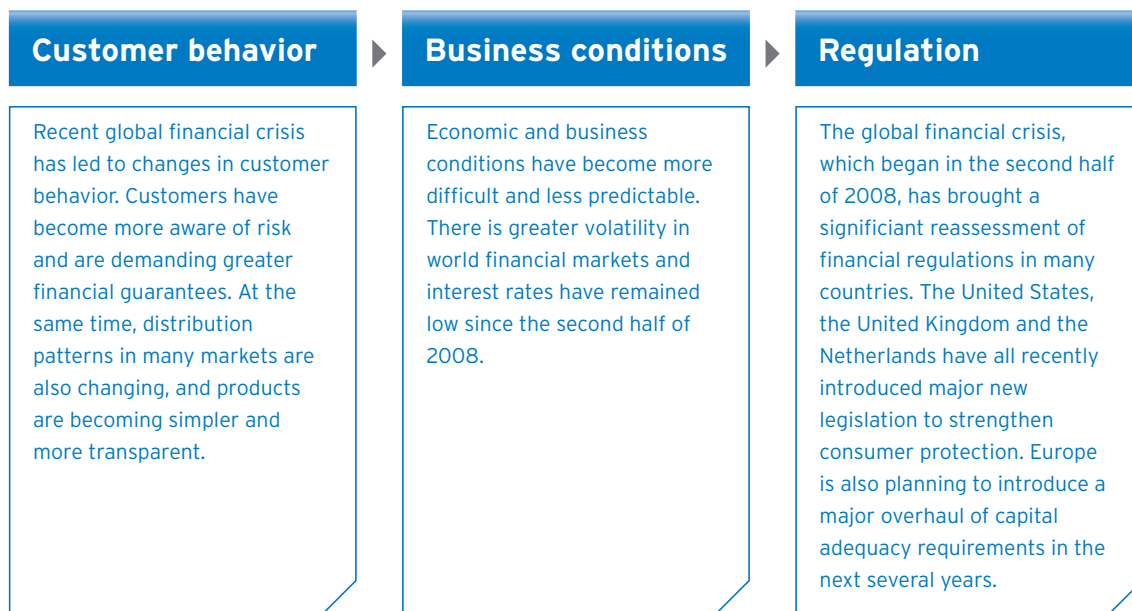 Customer behavior
Recent global financial crisis
has led to changes in customer
behavior. Customers have
become more aware of risk
and are demanding greater
financial guarantees. At the
same time, distribution
patterns in many markets are
also changing, and products
are becoming simpler and
more transparent.
Business conditions
Economic and business
conditions have become more
difficult and less predictable.
There is greater volatility in
world financial markets and
interest rates have remained
low since the second half of
2008.
Regulation
The global financial crisis,
which began in the second half
of 2008, has brought a
significant reassessment of
financial regulations in many
countries. The United States,
the United Kingdom and the
Netherlands have all recently
introduced major new
legislation to strengthen
consumer protection. Europe
is also planning to introduce a
major overhaul of capital
adequacy requirements in the
next several years.